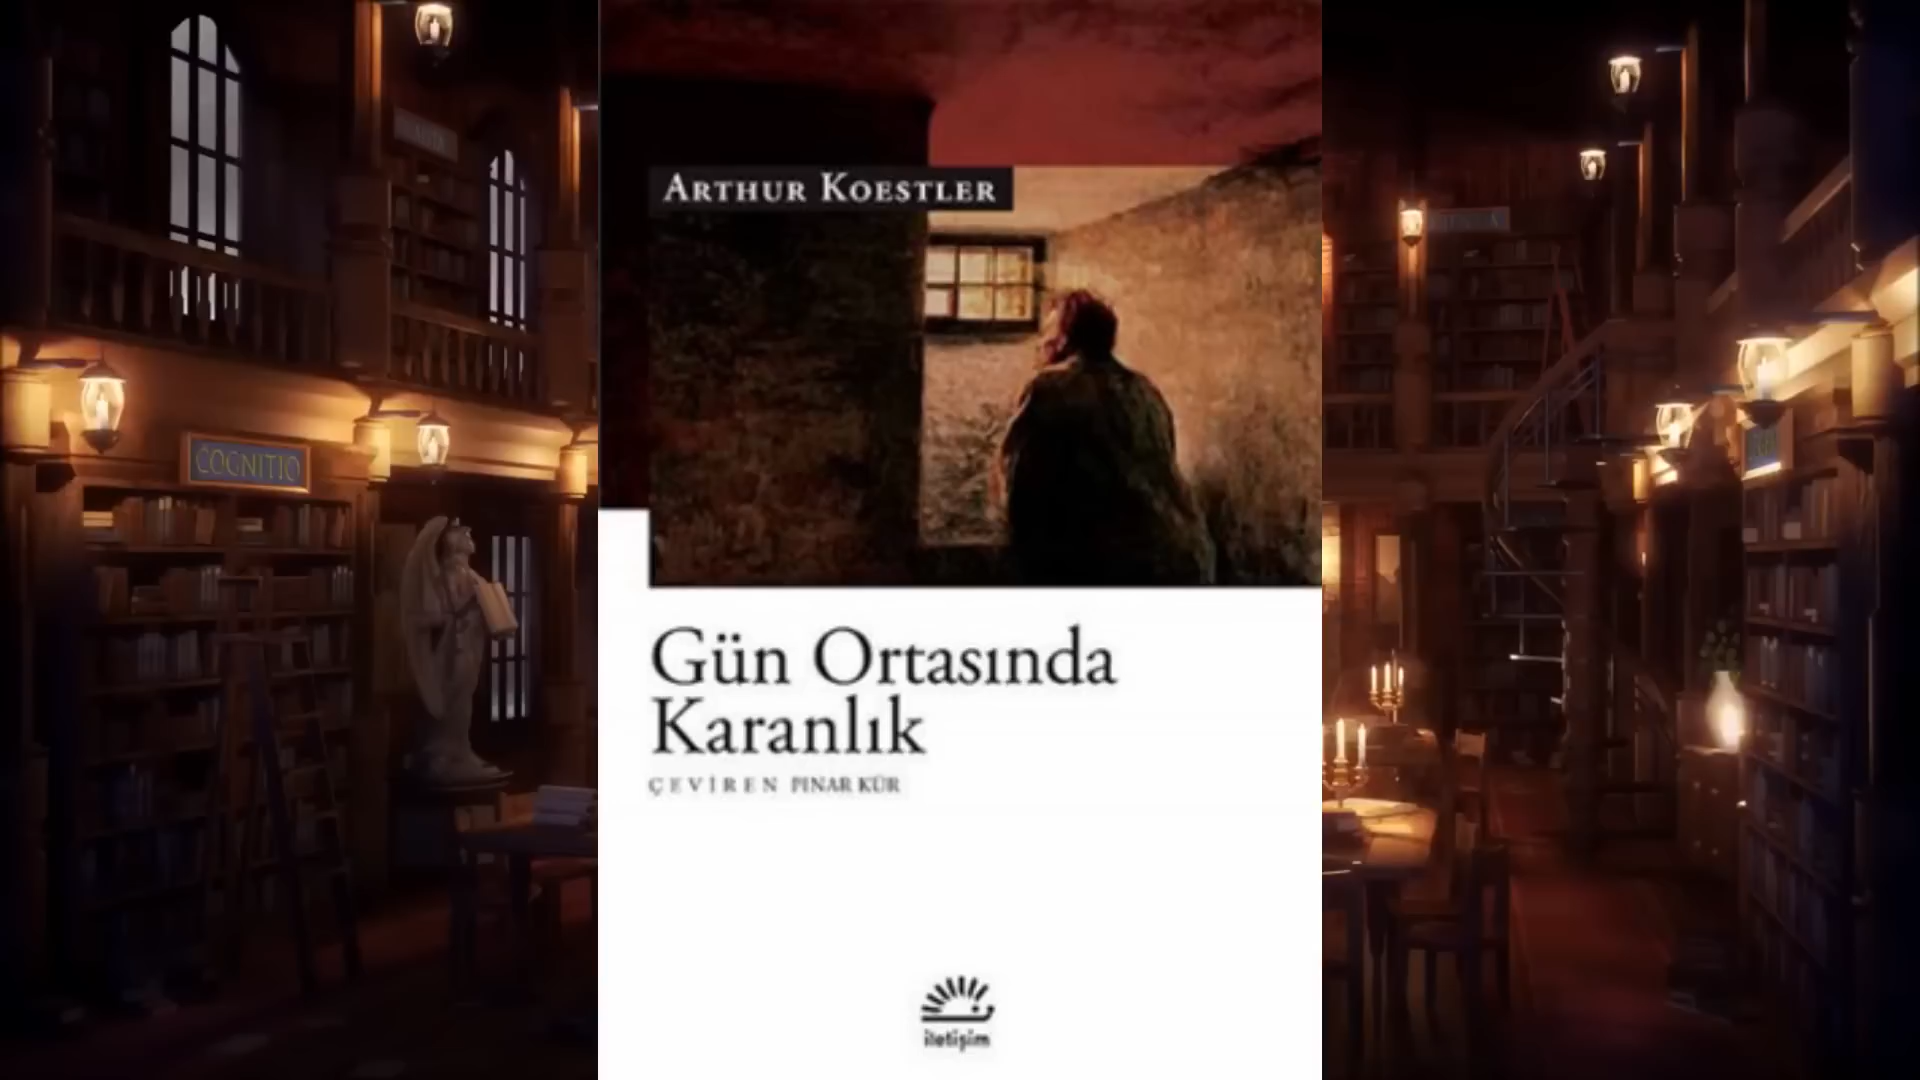 COGNITIO
ARTHUR KOESTLER
Gün Ortasında
Karanlık
ÇEVİREN PINAR KÜR
iletişim